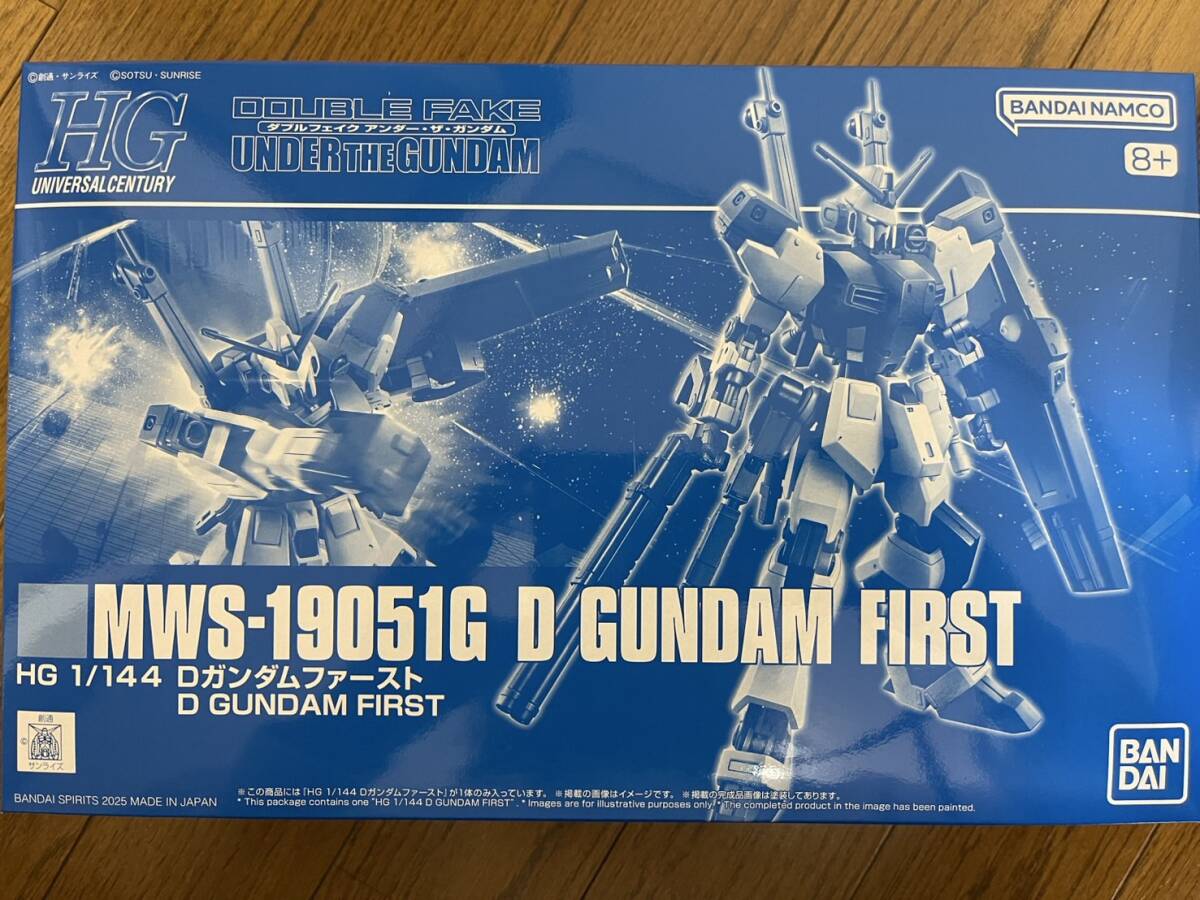 ©創通・サンライズ ©SOTSU・SUNRISE
HG
UNIVERSAL CENTURY
DOUBLE FAKE
ダブルフェイク アンダー・ザ・ガンダム
UNDER THE GUNDAM
BANDAI NAMCO
8+
MWS-19051G D GUNDAM FIRST
HG 1/144 Dガンダムファースト
D GUNDAM FIRST
創通
©
サンライズ
BANDAI SPIRITS 2025 MADE IN JAPAN
※この商品には「HG 1/144 Dガンダムファースト」が1体のみ入っています。 ※掲載の画像はイメージです。 ※掲載の完成品画像は塗装してあります。
* This package contains one "HG 1/144 D GUNDAM FIRST". * Images are for illustrative purposes only. * The completed product in the image has been painted.
BAN
DAI